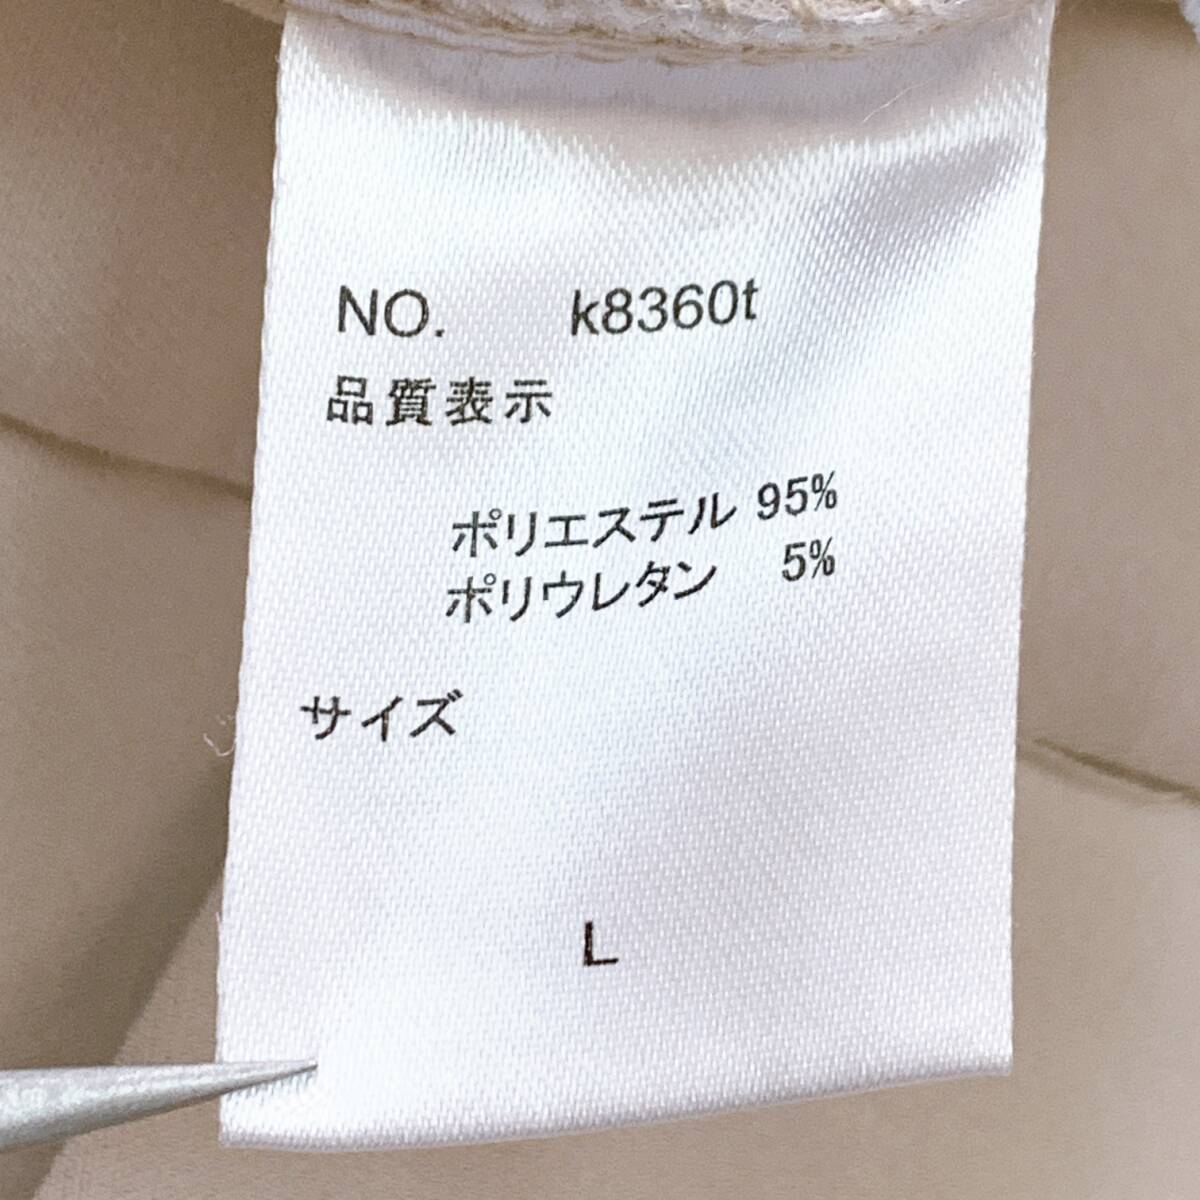 NO. k8360t
品質表示
ポリエステル 95%
ポリウレタン 5%
サイズ
L